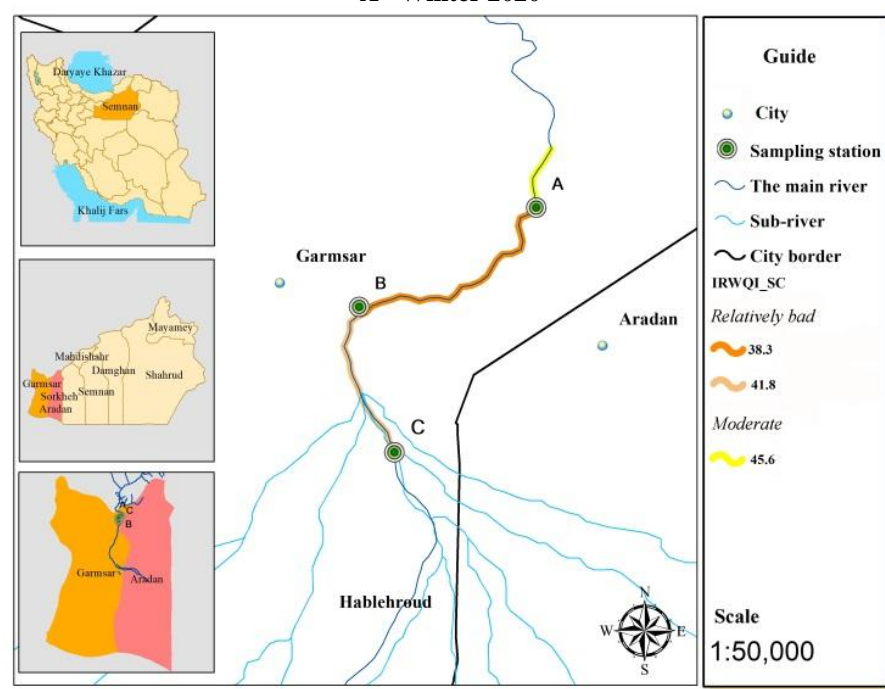 A - Winter 2020
Daryaye Khazar
Semnan
Khalij Fars
Mayamey
Mahdishahr
Damghan
Shahrud
Garmsar
Semnan
Sorkheh
Aradan
A
C
B
Garmsar
Aradan
A
Garmsar
B
Aradan
C
Hablehroud
N
W
E
S
Guide
City
Sampling station
The main river
Sub-river
City border
IRWQI_SC
Relatively bad
38.3
41.8
Moderate
45.6
Scale
1:50,000